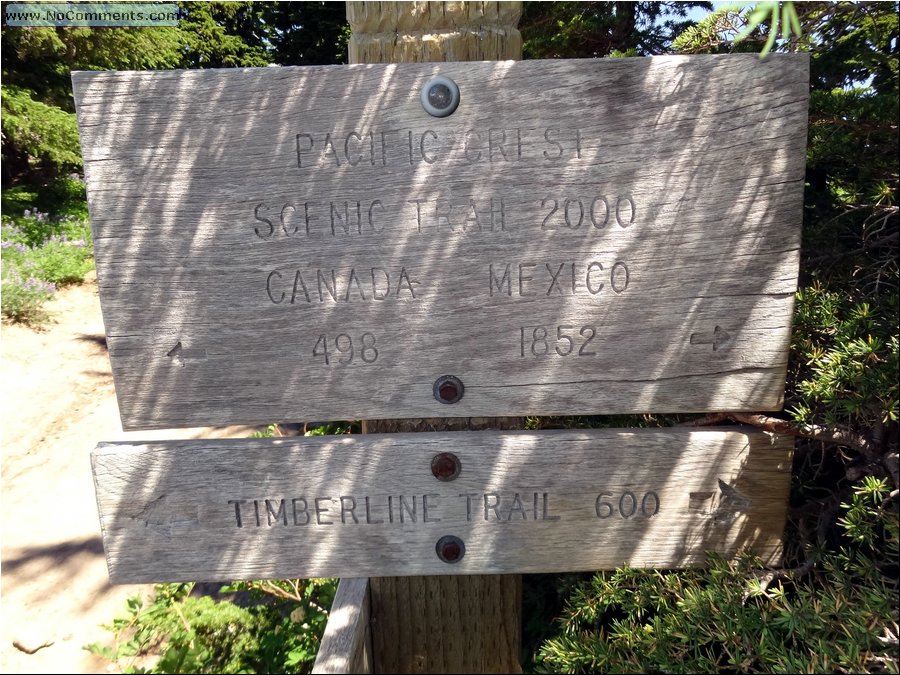 www.NoComments.com
PACIFIC CREST
SCENIC TRAIL 2000
CANADA MEXICO
498 1852
TIMBERLINE TRAIL 600